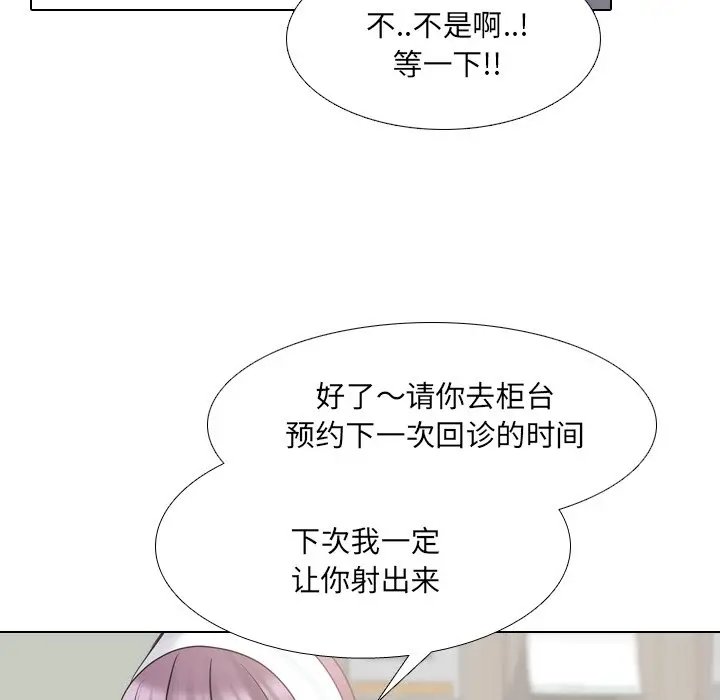 不..不是啊..!
等一下!!
好了～请你去柜台
预约下一次回诊的时间
下次我一定
让你射出来